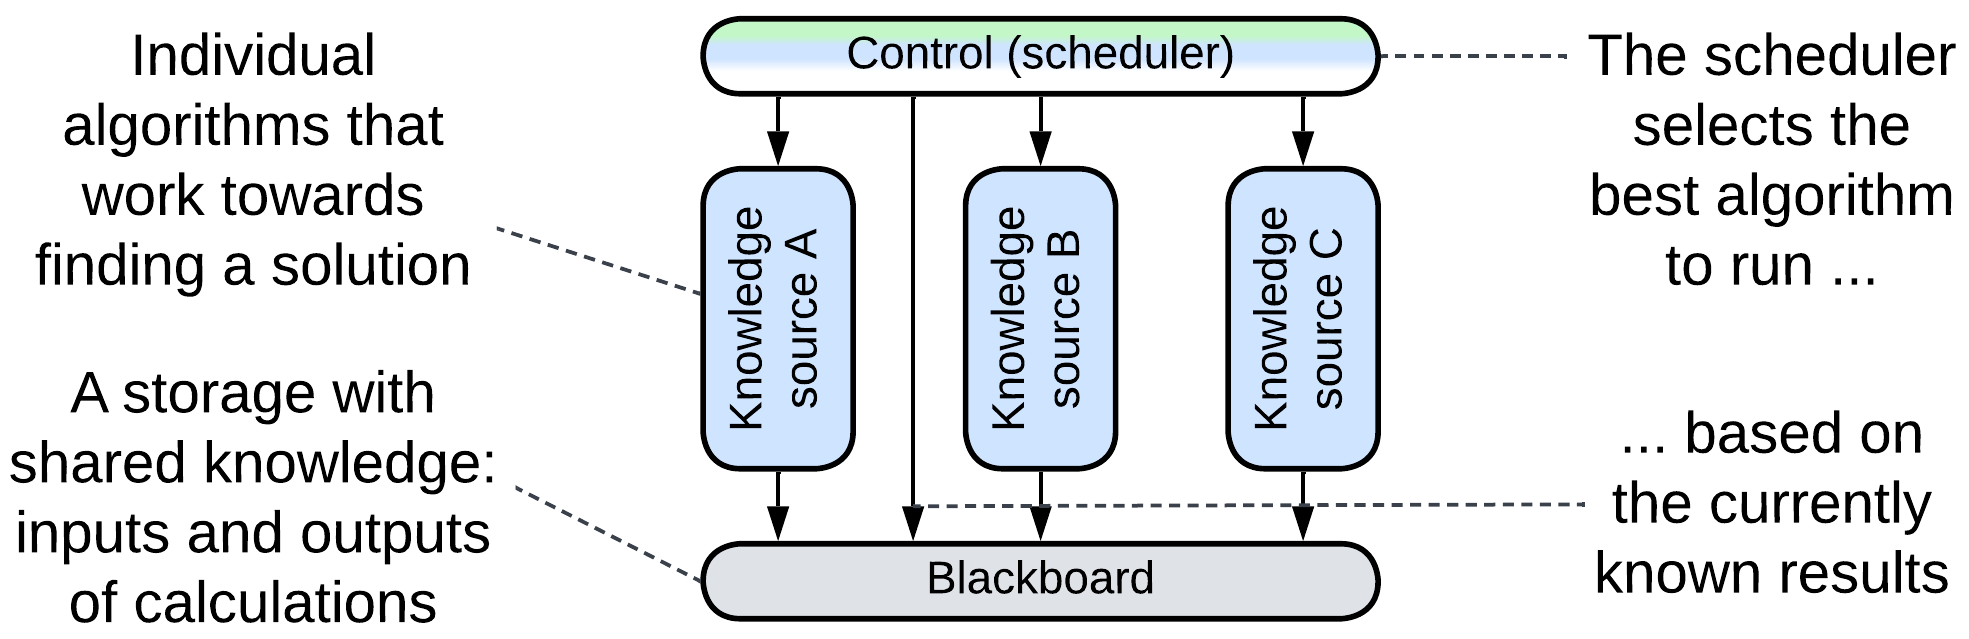 Individual
algorithms that
work towards
finding a solution
A storage with
shared knowledge:
inputs and outputs
of calculations
Control (scheduler)
Knowledge
source A
Knowledge
source B
Knowledge
source C
Blackboard
The scheduler
selects the
best algorithm
to run ...
... based on
the currently
known results